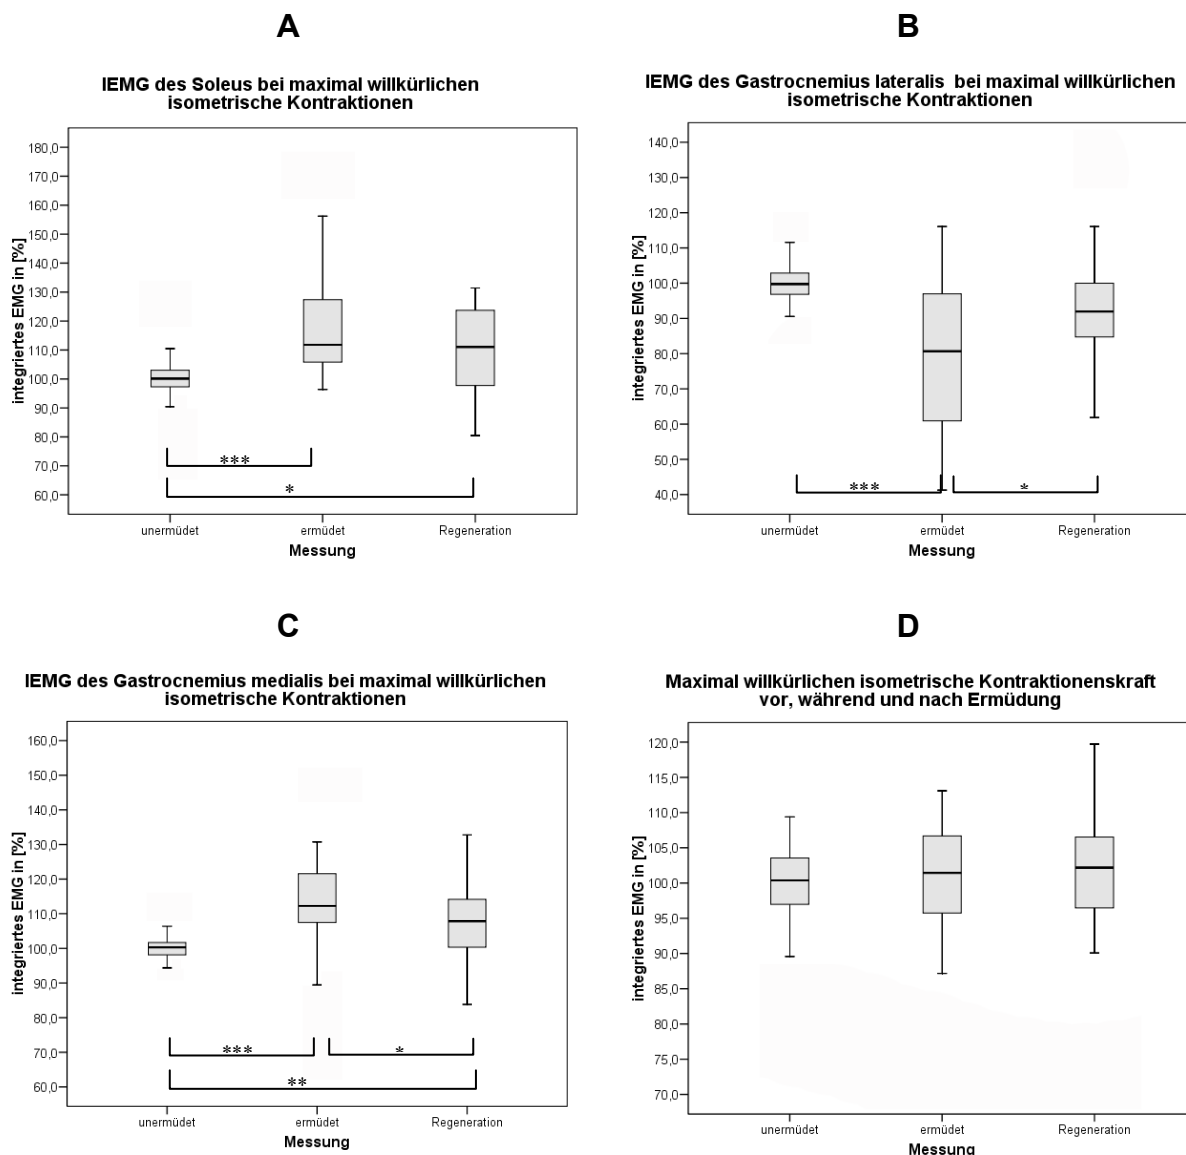 A
IEMG des Soleus bei maximal willkürlichen
isometrische Kontraktionen
integriertes EMG in [%]
180,0
170,0
160,0
150,0
140,0
130,0
120,0
110,0
100,0
90,0
80,0
70,0
60,0
***
*
unermüdet
ermüdet
Regeneration
Messung
B
IEMG des Gastrocnemius lateralis bei maximal willkürlichen
isometrische Kontraktionen
integriertes EMG in [%]
140,0
130,0
120,0
110,0
100,0
90,0
80,0
70,0
60,0
50,0
40,0
***
*
unermüdet
ermüdet
Regeneration
Messung
C
IEMG des Gastrocnemius medialis bei maximal willkürlichen
isometrische Kontraktionen
integriertes EMG in [%]
160,0
150,0
140,0
130,0
120,0
110,0
100,0
90,0
80,0
70,0
60,0
***
*
**
unermüdet
ermüdet
Regeneration
Messung
D
Maximal willkürlichen isometrische Kontraktionenskraft
vor, während und nach Ermüdung
integriertes EMG in [%]
120,0
115,0
110,0
105,0
100,0
95,0
90,0
85,0
80,0
75,0
70,0
unermüdet
ermüdet
Regeneration
Messung